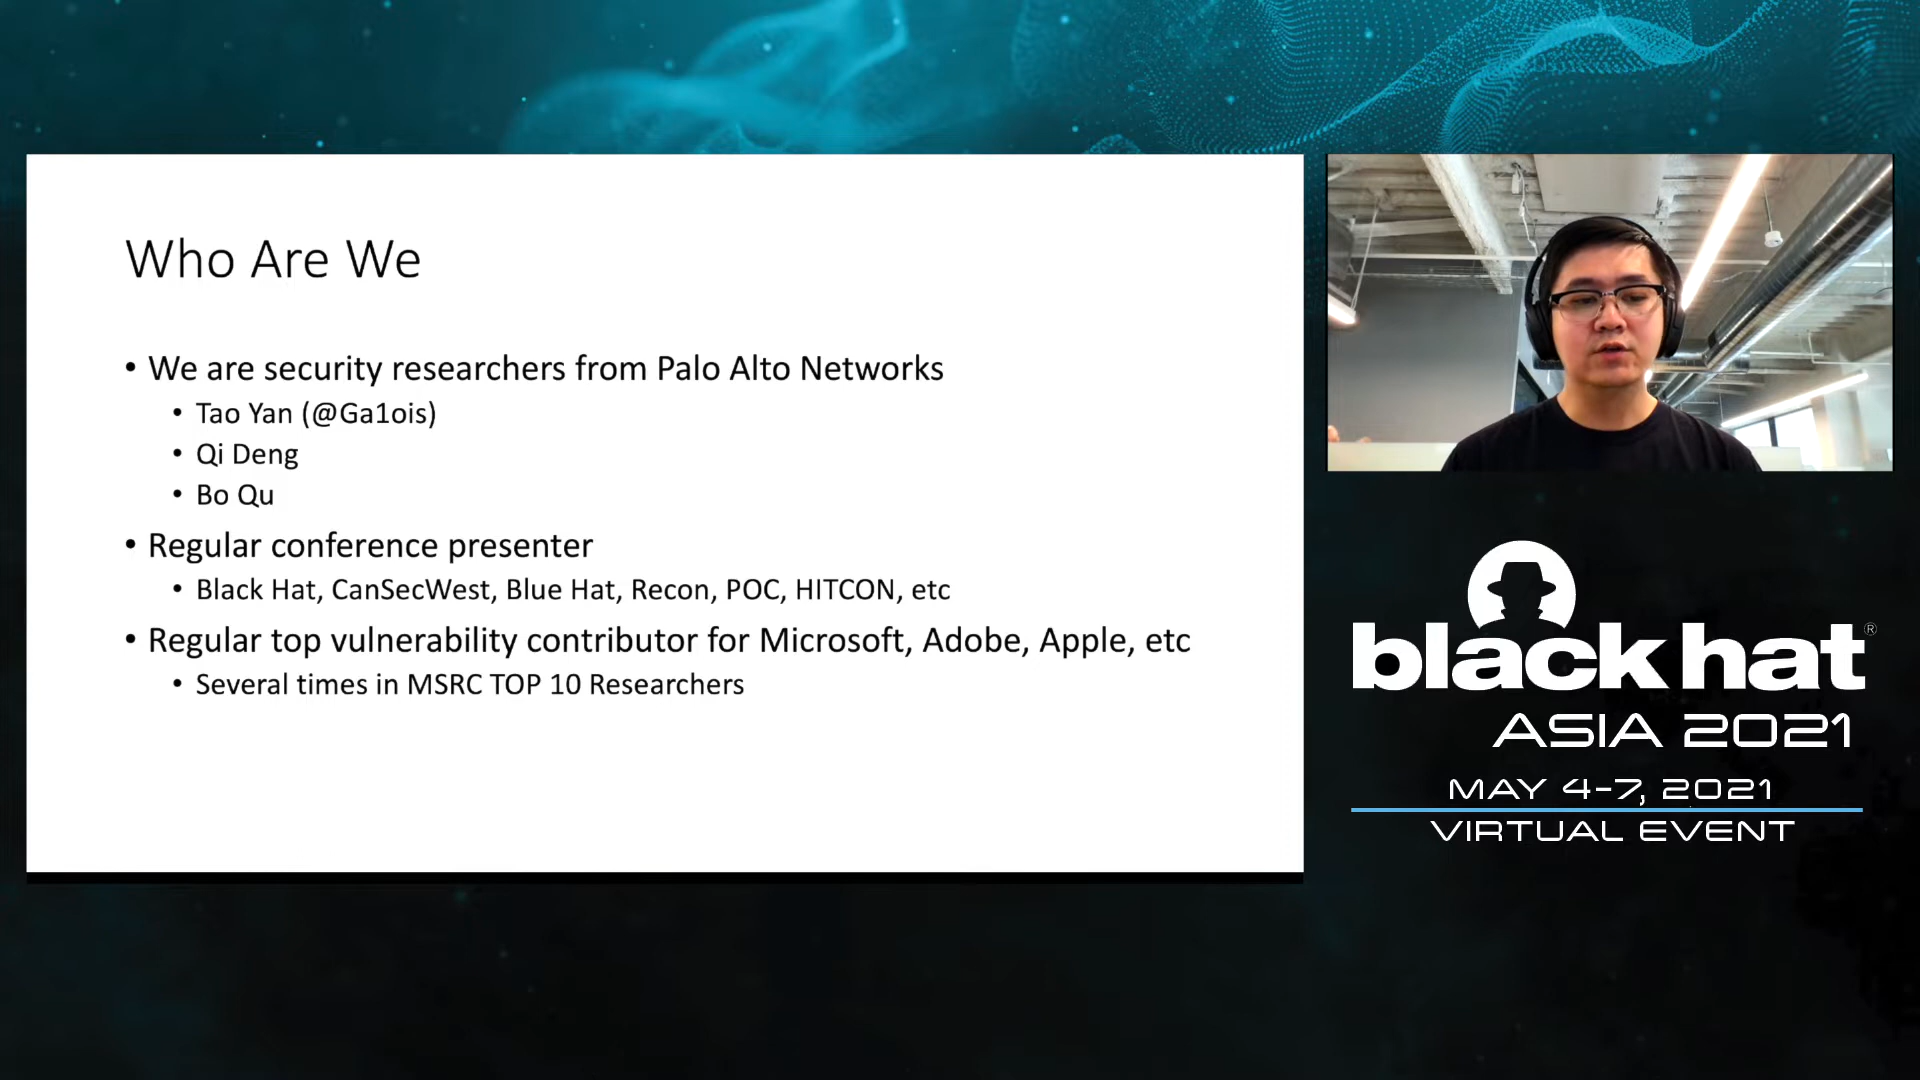 Who Are We
• We are security researchers from Palo Alto Networks
• Tao Yan (@Ga1ois)
• Qi Deng
• Bo Qu
• Regular conference presenter
• Black Hat, CanSecWest, Blue Hat, Recon, POC, HITCON, etc
• Regular top vulnerability contributor for Microsoft, Adobe, Apple, etc
• Several times in MSRC TOP 10 Researchers
black hat®
ASIA 2021
MAY 4-7, 2021
VIRTUAL EVENT